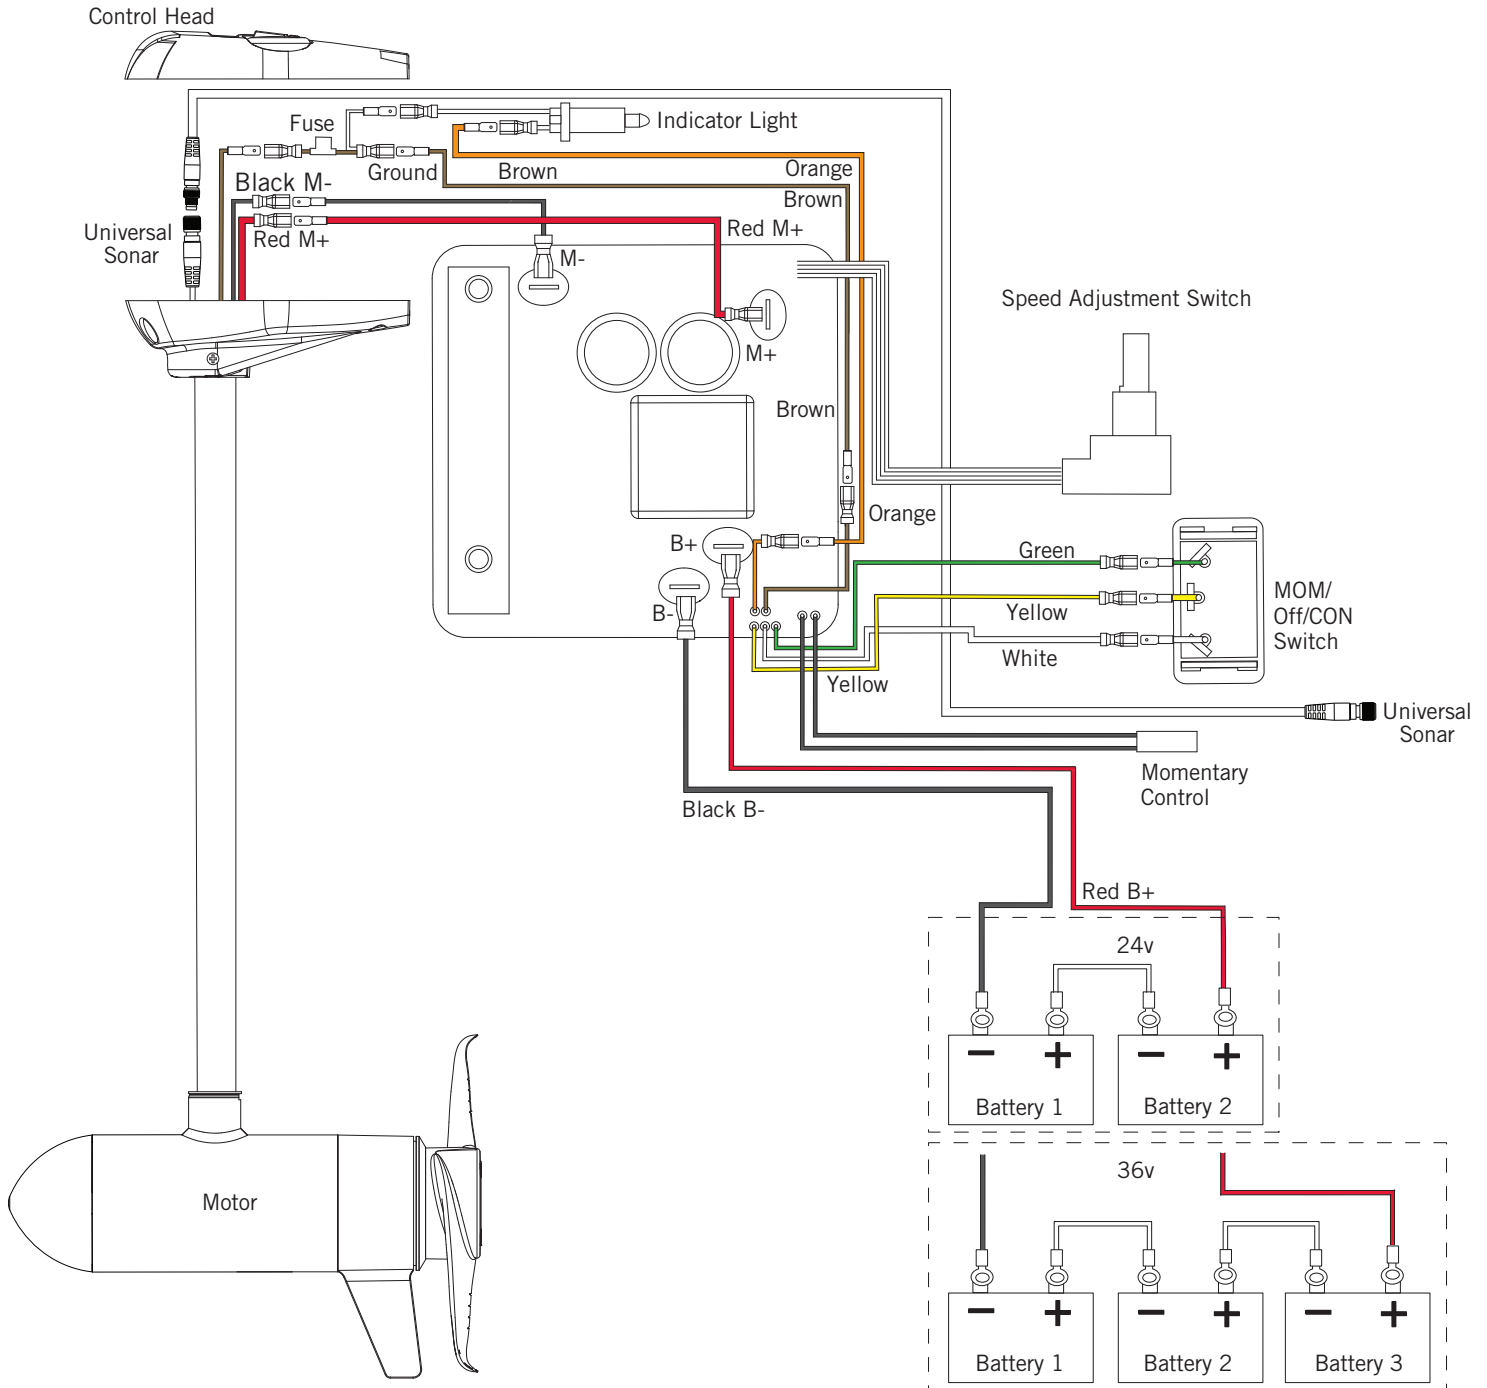 Control Head
Indicator Light
Fuse
Ground
Brown
Orange
Black M-
Brown
Universal
Sonar
Red M+
Red M+
M-
Speed Adjustment Switch
M+
Brown
Orange
B+
Green
MOM/
Off/CON
Switch
B-
Yellow
White
Yellow
Universal
Sonar
Momentary
Control
Black B-
Red B+
24v
− + − +
Battery 1
Battery 2
36v
Motor
− + − + − +
Battery 1
Battery 2
Battery 3